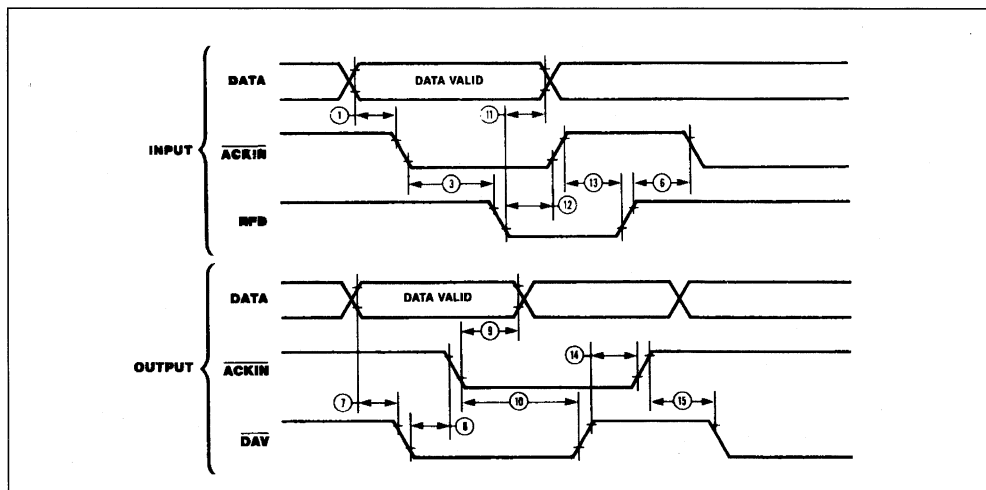 DATA
DATA VALID
1
11
INPUT
ACKIN
3
13
6
12
RFD
DATA
DATA VALID
9
14
OUTPUT
ACKIN
7
8
10
15
DAV